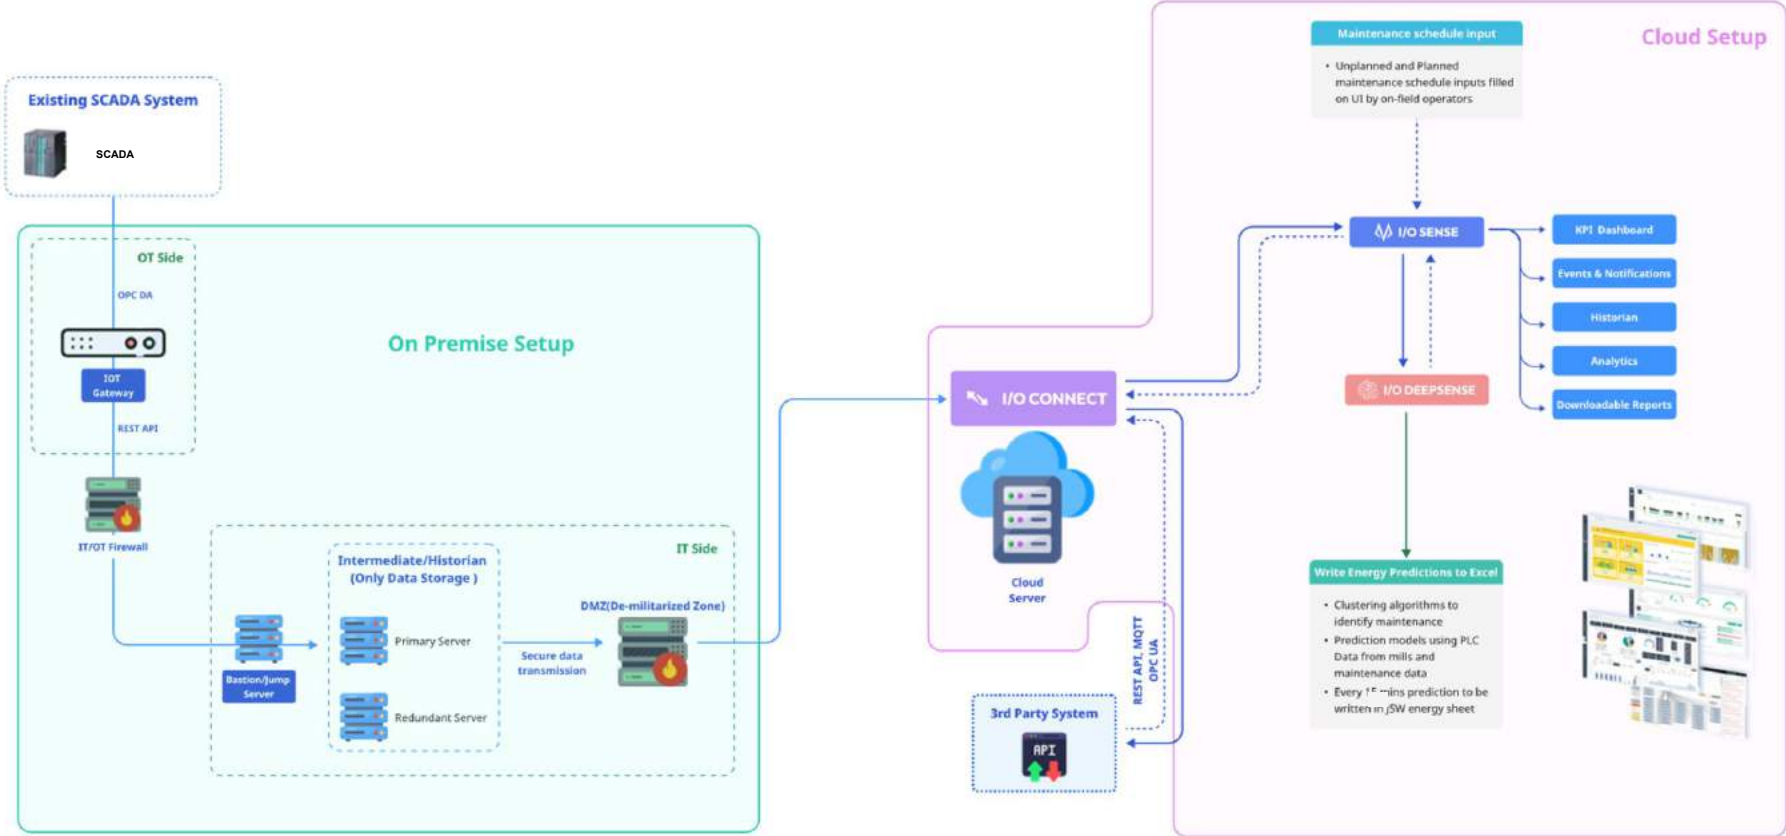 Cloud Setup
Maintenance schedule input
• Unplanned and Planned
maintenance schedule inputs filled
on UI by on-field operators
Existing SCADA System
SCADA
OT Side
OPC DA
IOT
Gateway
REST API
IT/OT Firewall
On Premise Setup
IT Side
Intermediate/Historian
(Only Data Storage )
Primary Server
Redundant Server
Bastion/Jump
Server
Secure data
transmission
DMZ(De-militarized Zone)
I/O CONNECT
Cloud
Server
REST API, MQTT
OPC UA
3rd Party System
API
I/O SENSE
KPI Dashboard
Events & Notifications
Historian
Analytics
Downloadable Reports
I/O DEEPSENSE
Write Energy Predictions to Excel
• Clustering algorithms to
identify maintenance
• Prediction models using PLC
Data from mills and
maintenance data
• Every mins prediction to be
written in JSW energy sheet